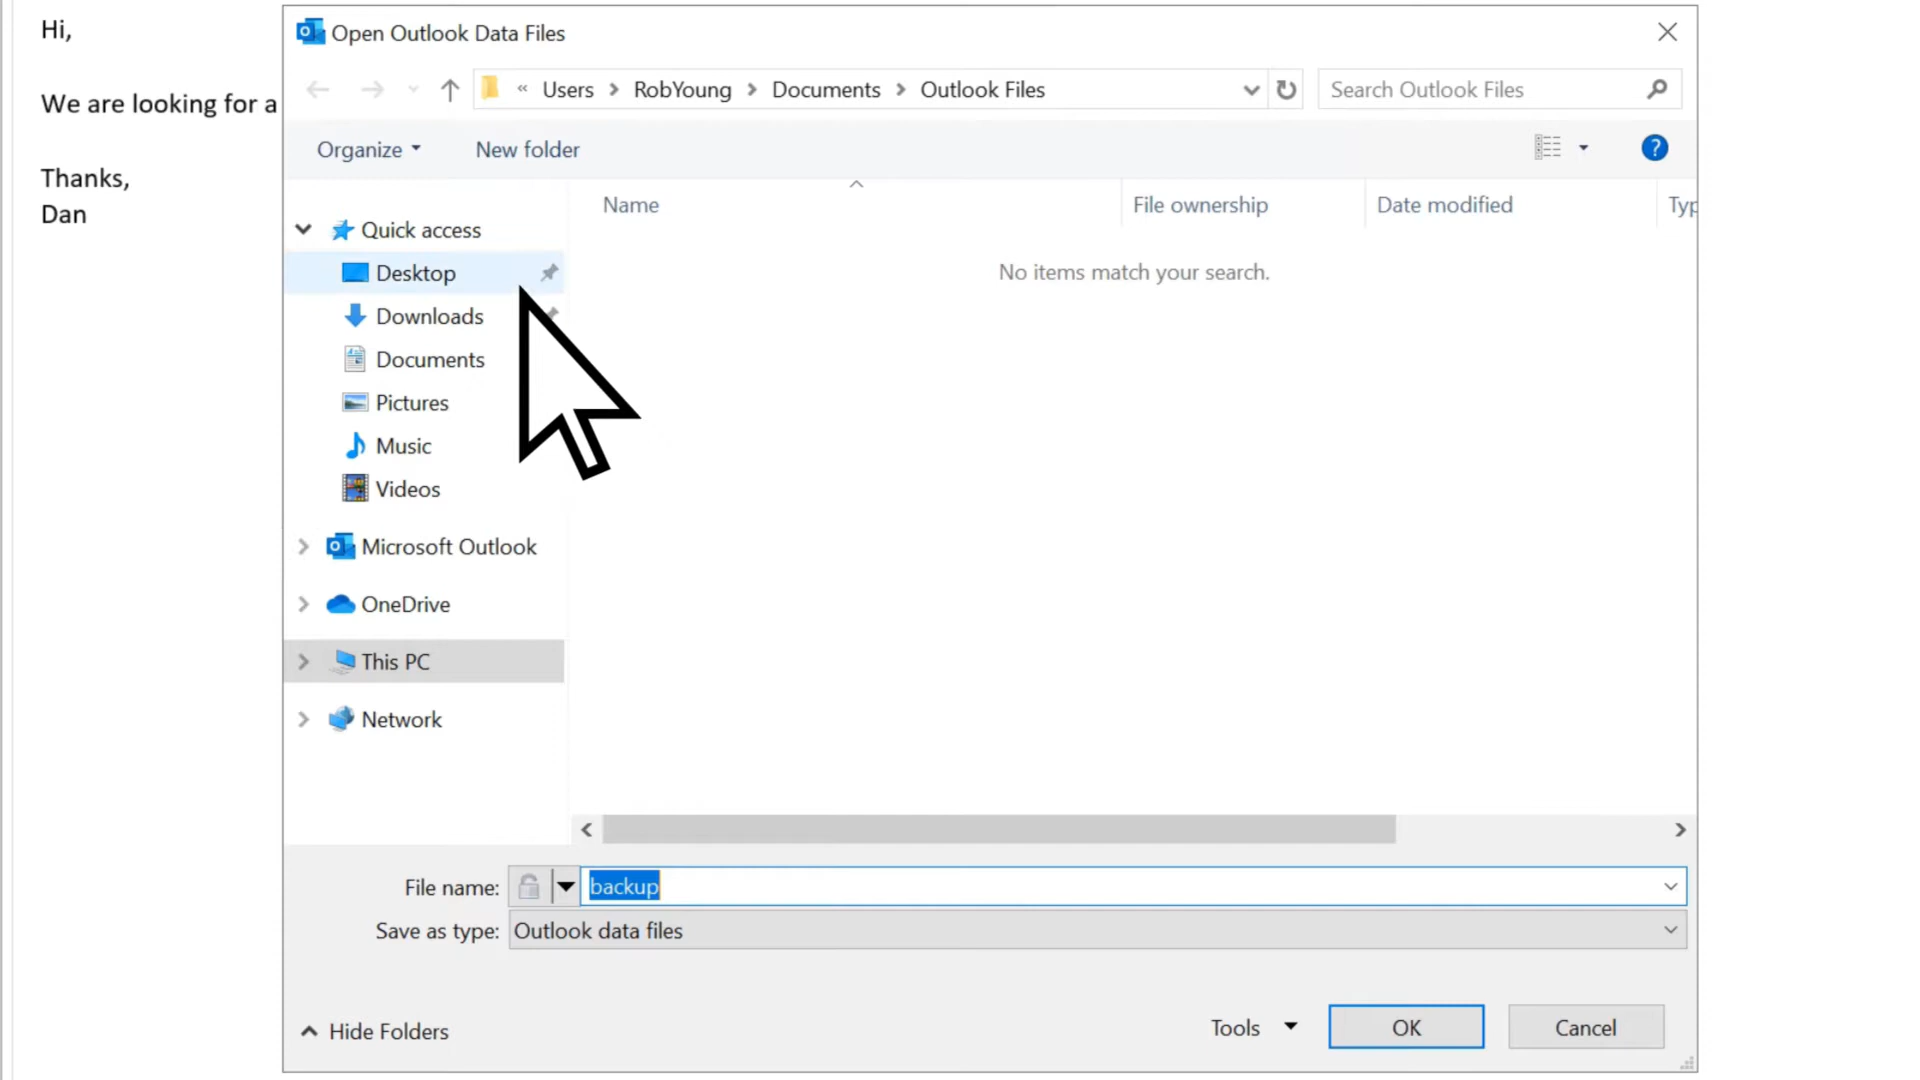 Hi,
We are looking for a
Thanks,
Dan
Open Outlook Data Files
« Users > RobYoung > Documents > Outlook Files
Search Outlook Files
Organize
New folder
?
Name
File ownership
Date modified
Typ
No items match your search.
Quick access
Desktop
Downloads
Documents
Pictures
Music
Videos
Microsoft Outlook
OneDrive
This PC
Network
File name: backup
Save as type: Outlook data files
Hide Folders
Tools
OK
Cancel